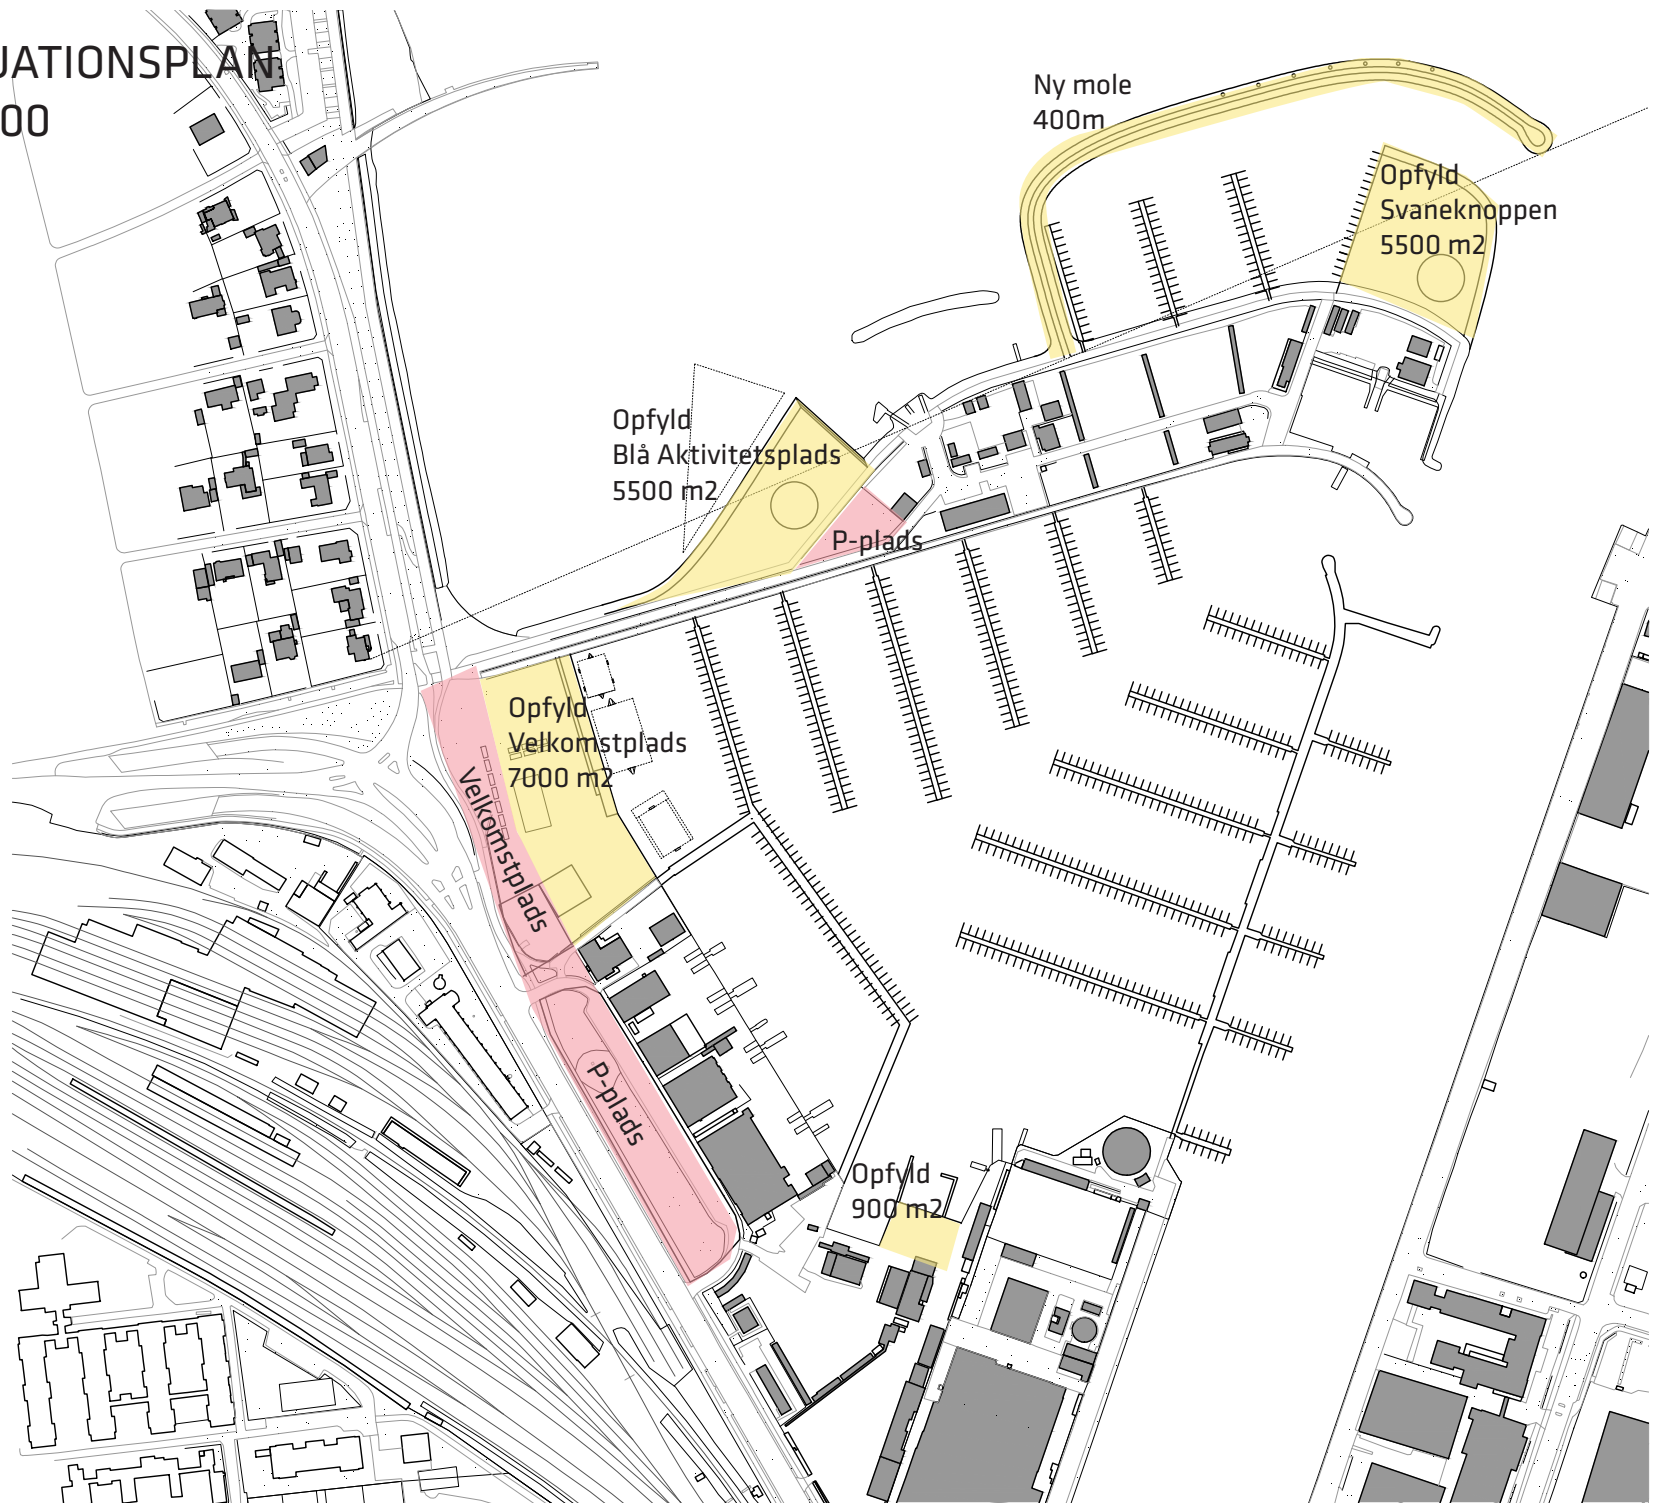 UATIONSPLAN
00
Ny mole
400m
Opfyld
Svaneknoppen
5500 m2
Opfyld
Blå Aktivitetsplads
5500 m2
P-plads
Opfyld
Velkomstplads
7000 m2
Velkomstplads
P-plads
Opfyld
900 m2